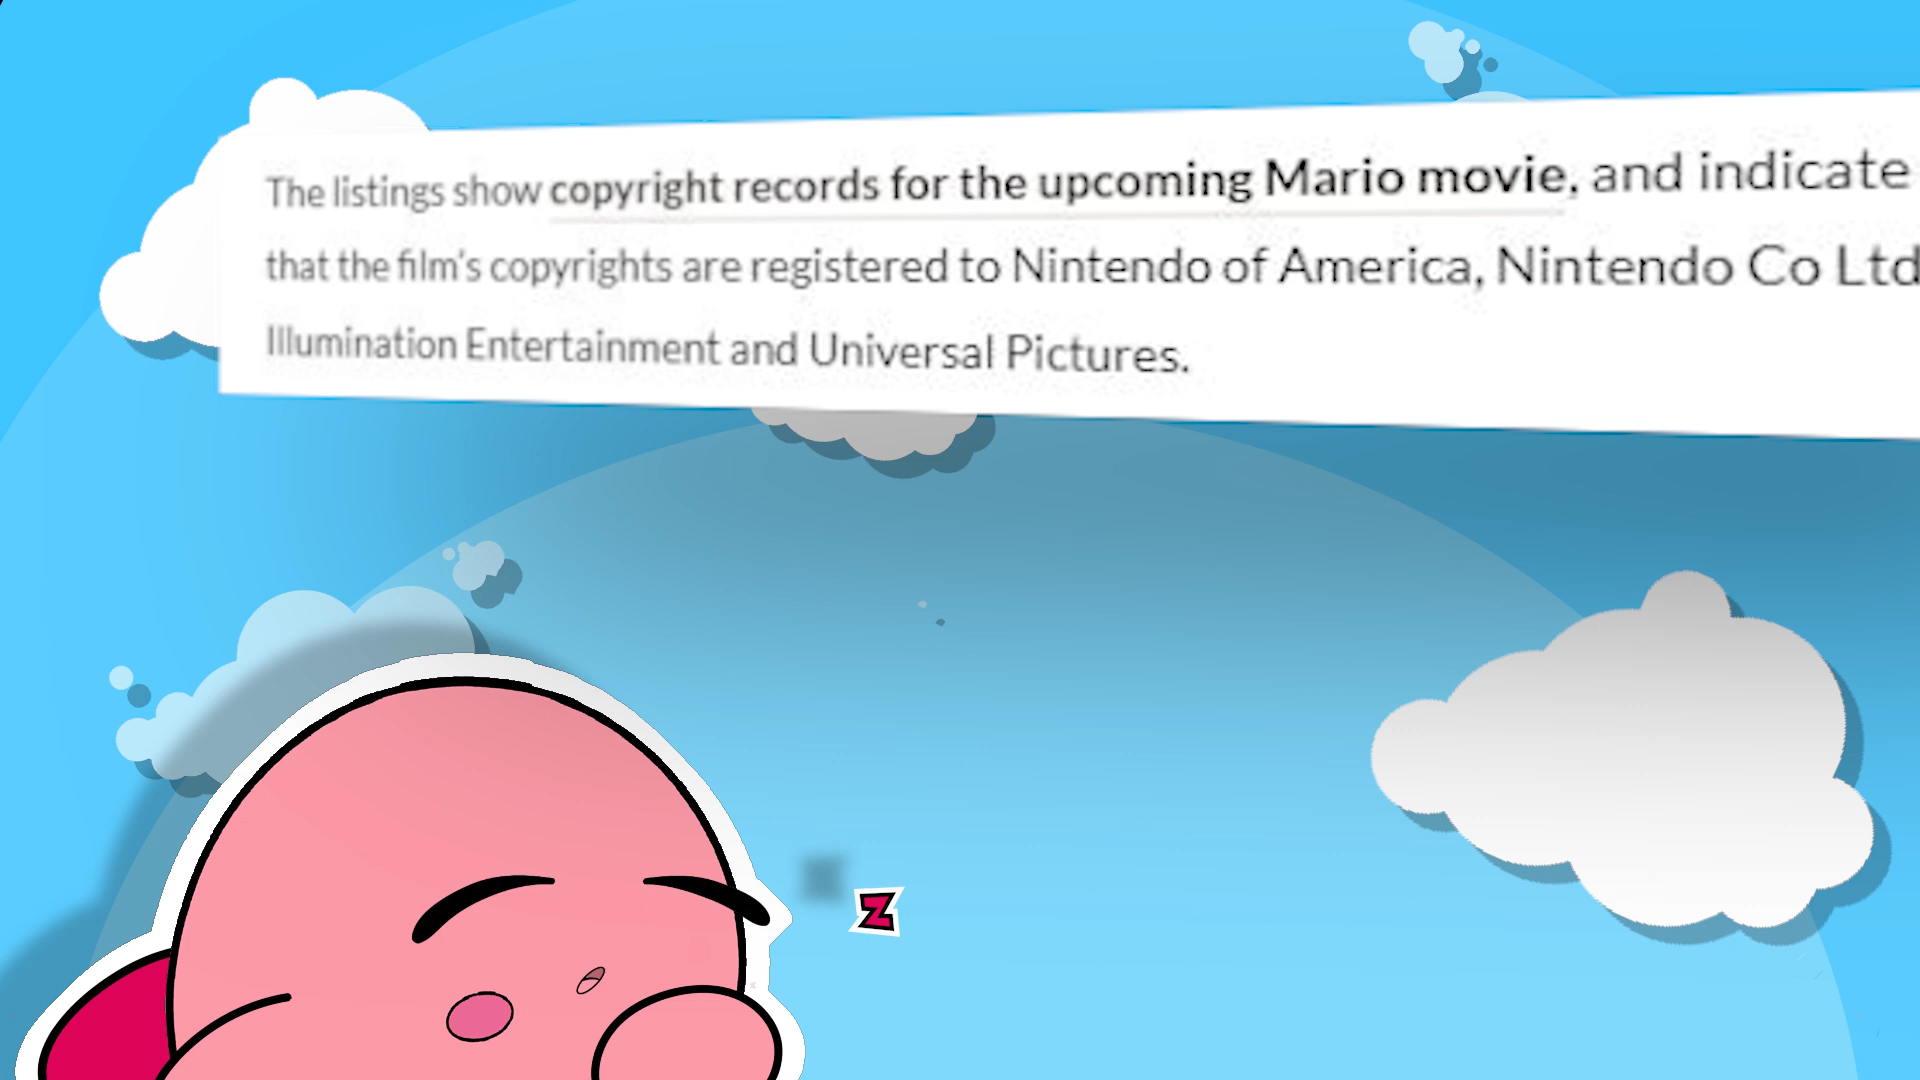 The listings show copyright records for the upcoming Mario movie, and indicate
that the film's copyrights are registered to Nintendo of America, Nintendo Co Ltd
Illumination Entertainment and Universal Pictures.
Z